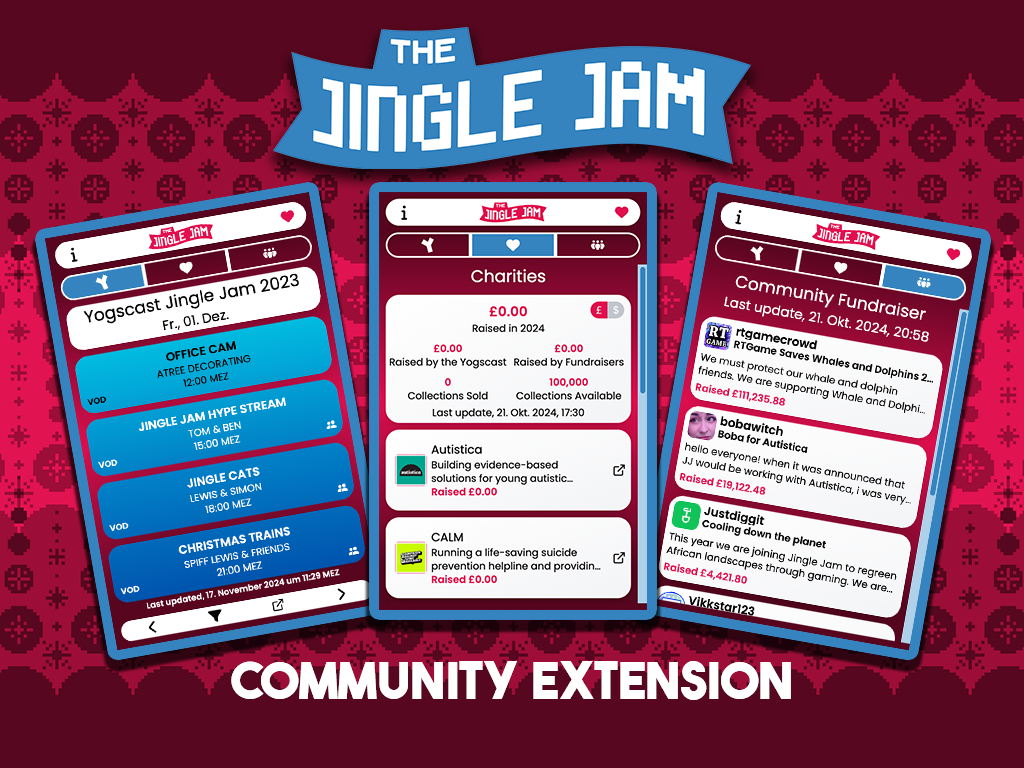 THE
JINGLE JAM
i
THE
JINGLE JAM
Yogscast Jingle Jam 2023
Fr., 01. Dez.
OFFICE CAM
ATREE DECORATING
12:00 MEZ
VOD
JINGLE JAM HYPE STREAM
TOM & BEN
15:00 MEZ
VOD
JINGLE CATS
LEWIS & SIMON
18:00 MEZ
VOD
CHRISTMAS TRAINS
SPIFF LEWIS & FRIENDS
21:00 MEZ
VOD
Last updated, 17. November 2024 um 11:29 MEZ
i
THE
JINGLE JAM
Charities
£0.00
£ $
Raised in 2024
£0.00 £0.00
Raised by the Yogscast Raised by Fundraisers
0 100,000
Collections Sold Collections Available
Last update, 21. Okt. 2024, 17:30
autistica
Autistica
Building evidence-based
solutions for young autistic...
Raised £0.00
CALM
Running a life-saving suicide
prevention helpline and providin...
Raised £0.00
i
THE
JINGLE JAM
Community Fundraiser
Last update, 21. Okt. 2024, 20:58
RT
GAME
rtgamecrowd
RTGame Saves Whales and Dolphins 2...
We must protect our whale and dolphin
friends. We are supporting Whale and Dolphi...
Raised £111,235.88
bobawitch
Boba for Autistica
hello everyone! when it was announced that
JJ would be working with Autistica, i was very...
Raised £19,122.48
Justdiggit
Cooling down the planet
This year we are joining Jingle Jam to regreen
African landscapes through gaming. We are...
Raised £4,421.80
Vikkstar123
COMMUNITY EXTENSION